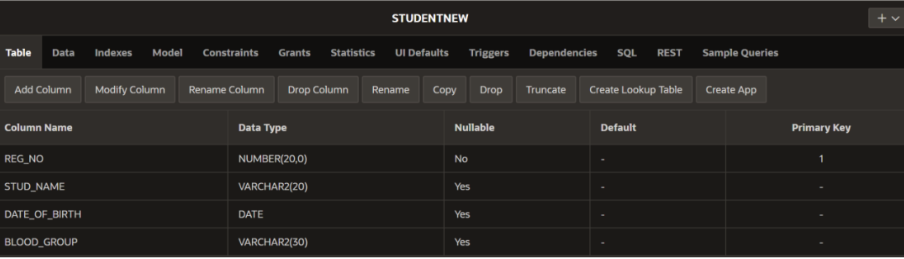 STUDENTNEW
Table Data Indexes Model Constraints Grants Statistics UI Defaults Triggers Dependencies SQL REST Sample Queries
Add Column Modify Column Rename Column Drop Column Rename Copy Drop Truncate Create Lookup Table Create App
Column Name Data Type Nullable Default Primary Key
REG_NO NUMBER(20,0) No - 1
STUD_NAME VARCHAR2(20) Yes - -
DATE_OF_BIRTH DATE Yes - -
BLOOD_GROUP VARCHAR2(30) Yes - -